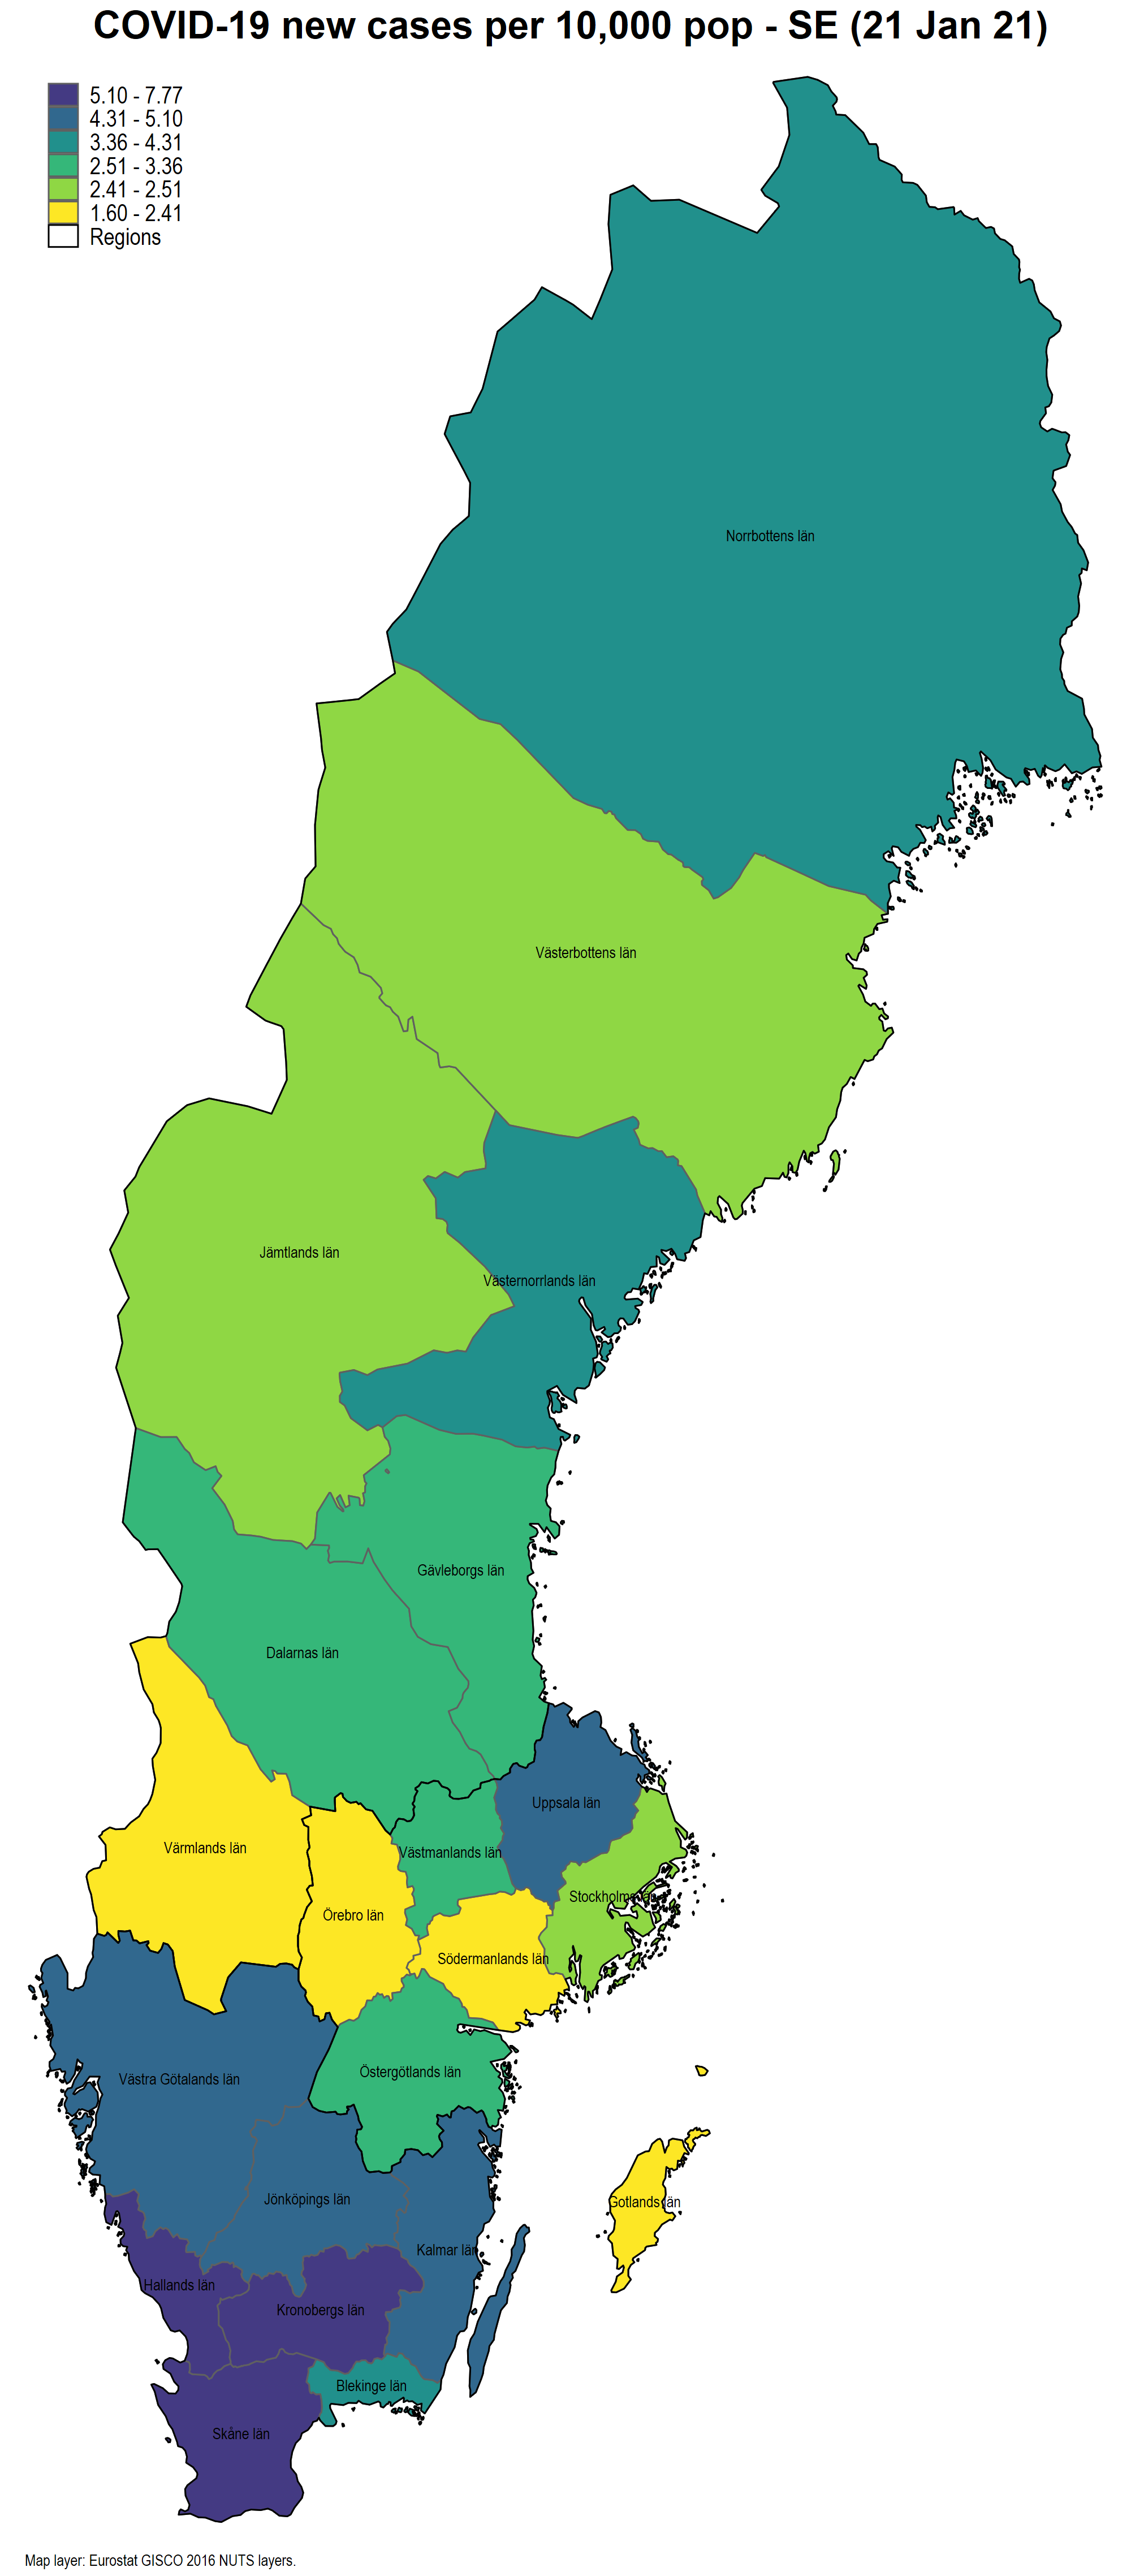 COVID-19 new cases per 10,000 pop - SE (21 Jan 21)
5.10 - 7.77
4.31 - 5.10
3.36 - 4.31
2.51 - 3.36
2.41 - 2.51
1.60 - 2.41
Regions
Norrbottens län
Västerbottens län
Jämtlands län
Västernorrlands län
Gävleborgs län
Dalarnas län
Uppsala län
Värmlands län
Västmanlands län
Stockholms län
Örebro län
Södermanlands län
Östergötlands län
Västra Götalands län
Jönköpings län
Gotlands län
Kalmar län
Hallands län
Kronobergs län
Blekinge län
Skåne län
Map layer: Eurostat GISCO 2016 NUTS layers.